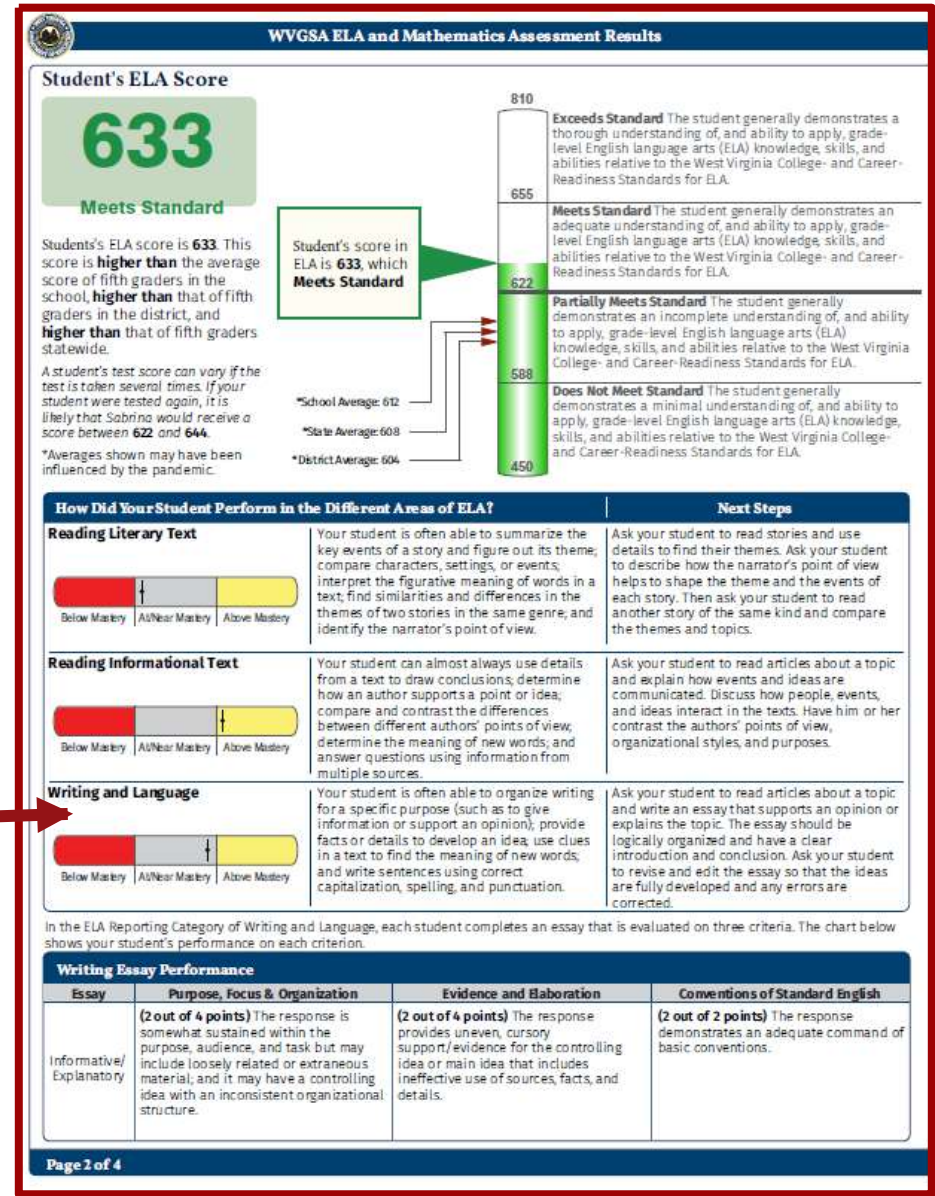 WVGSA ELA and Mathematics Assessment Results
Student's ELA Score
633
Meets Standard
Students's ELA score is 633. This
score is higher than the average
score of fifth graders in the
school, higher than that of fifth
graders in the district, and
higher than that of fifth graders
statewide.
A student's test score can vary if the
test is taken several times. If your
student were tested again, it is
likely that Sabrina would receive a
score between 622 and 644.
*Averages shown may have been
influenced by the pandemic.
Student's score in
ELA is 633, which
Meets Standard
*School Average: 612
*State Average: 608
*District Average: 604
810
655
622
588
450
Exceeds Standard The student generally demonstrates a
thorough understanding of, and ability to apply, grade-
level English language arts (ELA) knowledge, skills, and
abilities relative to the West Virginia College- and Career-
Readiness Standards for ELA.
Meets Standard The student generally demonstrates an
adequate understanding of, and ability to apply, grade-
level English language arts (ELA) knowledge, skills, and
abilities relative to the West Virginia College- and Career-
Readiness Standards for ELA.
Partially Meets Standard The student generally
demonstrates an incomplete understanding of, and ability
to apply, grade-level English language arts (ELA)
knowledge, skills, and abilities relative to the West Virginia
College- and Career-Readiness Standards for ELA.
Does Not Meet Standard The student generally
demonstrates a minimal understanding of, and ability to
apply, grade-level English language arts (ELA) knowledge,
skills, and abilities relative to the West Virginia College-
and Career-Readiness Standards for ELA.
How Did Your Student Perform in the Different Areas of ELA?
Next Steps
Reading Literary Text
Below Mastery At/Near Mastery Above Mastery
Your student is often able to summarize the
key events of a story and figure out its theme;
compare characters, settings, or events;
interpret the figurative meaning of words in a
text; find similarities and differences in the
themes of two stories in the same genre; and
identify the narrator's point of view.
Ask your student to read stories and use
details to find their themes. Ask your student
to describe how the narrator's point of view
helps to shape the theme and the events of
each story. Then ask your student to read
another story of the same kind and compare
the themes and topics.
Reading Informational Text
Below Mastery At/Near Mastery Above Mastery
Your student can almost always use details
from a text to draw conclusions; determine
how an author supports a point or idea;
compare and contrast the differences
between different authors' points of view;
determine the meaning of new words; and
answer questions using information from
multiple sources.
Ask your student to read articles about a topic
and explain how events and ideas are
communicated. Discuss how people, events,
and ideas interact in the texts. Have him or her
contrast the authors' points of view,
organizational styles, and purposes.
Writing and Language
Below Mastery At/Near Mastery Above Mastery
Your student is often able to organize writing
for a specific purpose (such as to give
information or support an opinion); provide
facts or details to develop an idea; use clues
in a text to find the meaning of new words;
and write sentences using correct
capitalization, spelling, and punctuation.
Ask your student to read articles about a topic
and write an essay that supports an opinion or
explains the topic. The essay should be
logically organized and have a clear
introduction and conclusion. Ask your student
to revise and edit the essay so that the ideas
are fully developed and any errors are
corrected.
In the ELA Reporting Category of Writing and Language, each student completes an essay that is evaluated on three criteria. The chart below
shows your student's performance on each criterion.
Writing Essay Performance
Essay
Purpose, Focus & Organization
Evidence and Elaboration
Conventions of Standard English
Informative/
Explanatory
(2 out of 4 points) The response is
somewhat sustained within the
purpose, audience, and task but may
include loosely related or extraneous
material; and it may have a controlling
idea with an inconsistent organizational
structure.
(2 out of 4 points) The response
provides uneven, cursory
support/evidence for the controlling
idea or main idea that includes
ineffective use of sources, facts, and
details.
(2 out of 2 points) The response
demonstrates an adequate command of
basic conventions.
Page 2 of 4